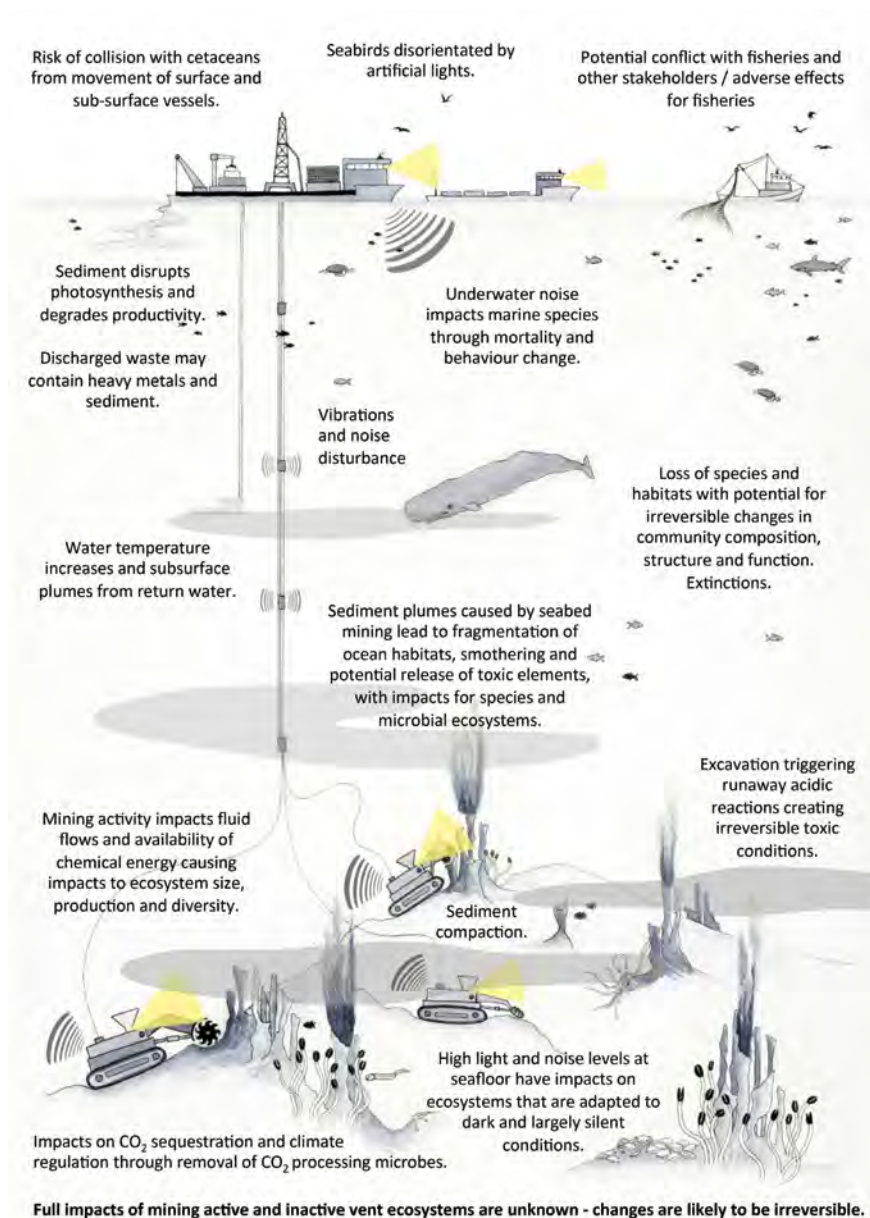 Risk of collision with cetaceans
from movement of surface and
sub-surface vessels.
Seabirds disorientated by
artificial lights.
Potential conflict with fisheries and
other stakeholders / adverse effects
for fisheries
Sediment disrupts
photosynthesis and
degrades productivity.
Discharged waste may
contain heavy metals and
sediment.
Underwater noise
impacts marine species
through mortality and
behaviour change.
Vibrations
and noise
disturbance
Loss of species and
habitats with potential for
irreversible changes in
community composition,
structure and function.
Extinctions.
Water temperature
increases and subsurface
plumes from return water.
Sediment plumes caused by seabed
mining lead to fragmentation of
ocean habitats, smothering and
potential release of toxic elements,
with impacts for species and
microbial ecosystems.
Excavation triggering
runaway acidic
reactions creating
irreversible toxic
conditions.
Mining activity impacts fluid
flows and availability of
chemical energy causing
impacts to ecosystem size,
production and diversity.
Sediment
compaction.
High light and noise levels at
seafloor have impacts on
ecosystems that are adapted to
dark and largely silent
conditions.
Impacts on CO₂ sequestration and climate
regulation through removal of CO₂ processing microbes.
Full impacts of mining active and inactive vent ecosystems are unknown - changes are likely to be irreversible.